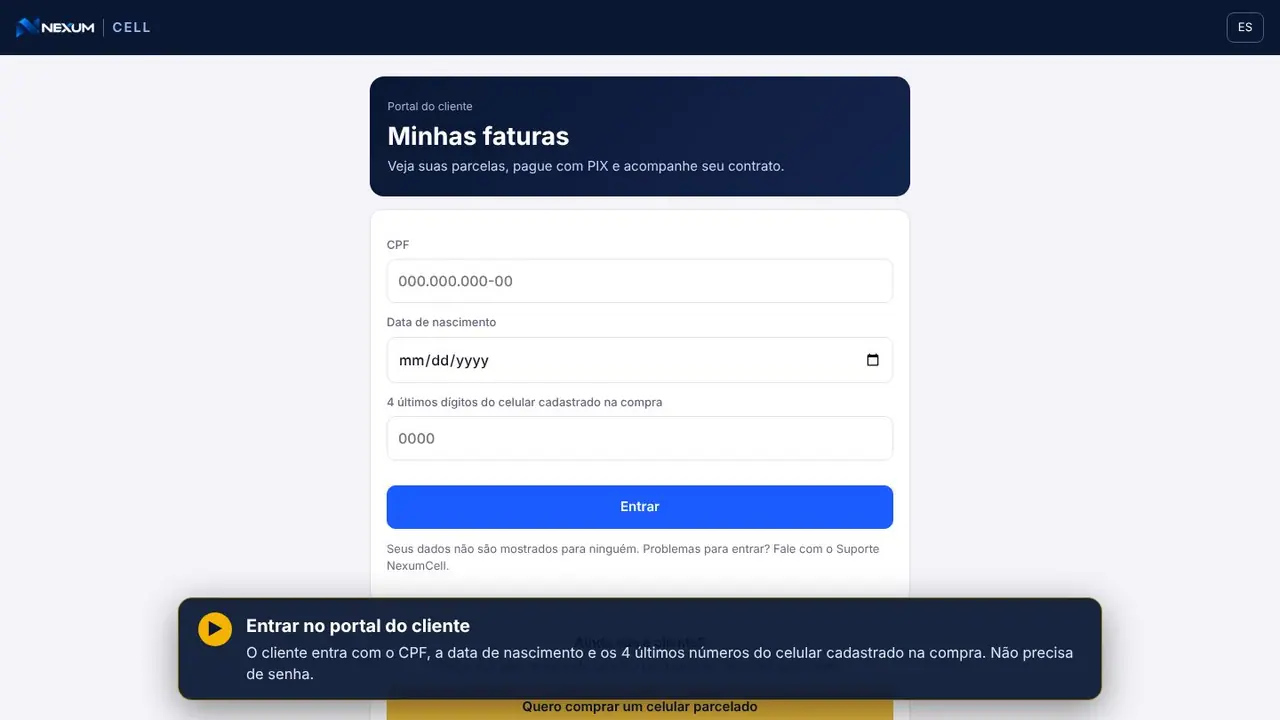 NEXUM CELL
ES
Portal do cliente
Minhas faturas
Veja suas parcelas, pague com PIX e acompanhe seu contrato.
CPF
000.000.000-00
Data de nascimento
mm/dd/yyyy
4 últimos dígitos do celular cadastrado na compra
0000
Entrar
Seus dados não são mostrados para ninguém. Problemas para entrar? Fale com o Suporte
NexumCell.
Entrar no portal do cliente
O cliente entra com o CPF, a data de nascimento e os 4 últimos números do celular cadastrado na compra. Não precisa
de senha.
Quero comprar um celular parcelado